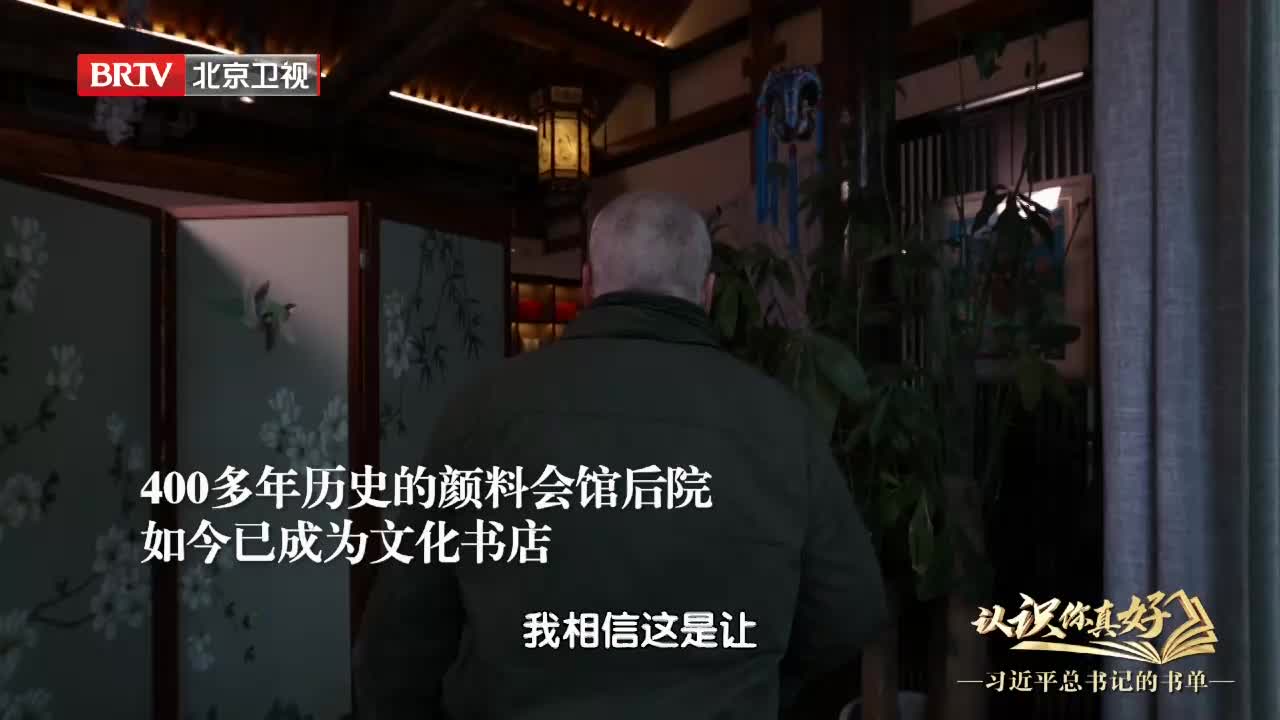 BRTV 北京卫视
400多年历史的颜料会馆后院
如今已成为文化书店
我相信这是让
认识你真好
—习近平总书记的书单—